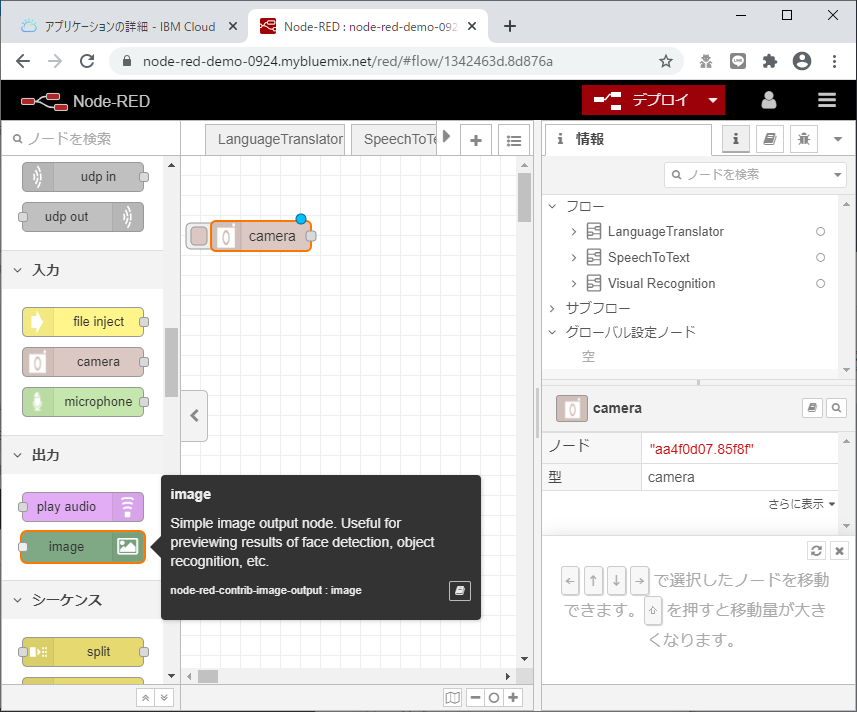 アプリケーションの詳細 - IBM Cloud
Node-RED : node-red-demo-092
node-red-demo-0924.mybluemix.net/red/#flow/1342463d.8d876a
Node-RED
デプロイ
ノードを検索
LanguageTranslator
SpeechToTe
i 情報
i
udp in
udp out
入力
file inject
camera
microphone
出力
play audio
image
シーケンス
split
camera
image
Simple image output node. Useful for
previewing results of face detection, object
recognition, etc.
node-red-contrib-image-output : image
ノードを検索
フロー
LanguageTranslator
SpeechToText
Visual Recognition
サブフロー
グローバル設定ノード
空
camera
ノード "aa4f0d07.85f8f"
型 camera
さらに表示
← ↑ ↓ → で選択したノードを移動
できます。⇧ を押すと移動量が大き
くなります。